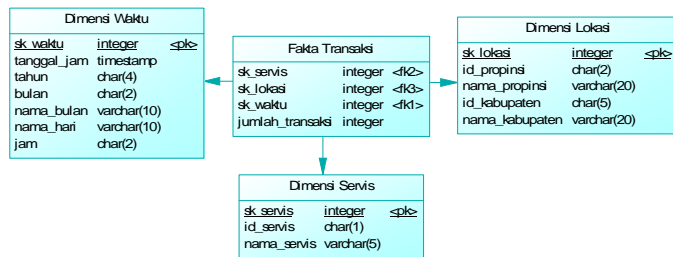 Dimensi Waktu
sk_waktu integer <pk>
tanggal_jam timestamp
tahun char(4)
bulan char(2)
nama_bulan varchar(10)
nama_hari varchar(10)
jam char(2)
Fakta Transaksi
sk_servis integer <fk2>
sk_lokasi integer <fk3>
sk_waktu integer <fk1>
jumlah_transaksi integer
Dimensi Lokasi
sk_lokasi integer <pk>
id_propinsi char(2)
nama_propinsi varchar(20)
id_kabupaten char(5)
nama_kabupaten varchar(20)
Dimensi Servis
sk_servis integer <pk>
id_servis char(1)
nama_servis varchar(5)